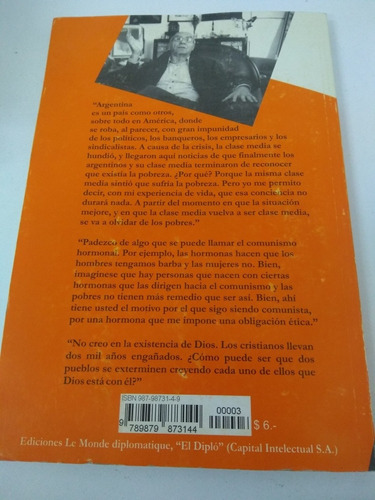 “Argentina
es un país como otros,
sobre todo en América, donde
se roba, al parecer, con gran impunidad
de los políticos, los banqueros, los empresarios y los
sindicalistas. A causa de la crisis, la clase media se
hundió, y llegaron aquí noticias de que finalmente los
argentinos y su clase media terminaron de reconocer
que existía la pobreza. ¿Por qué? Porque la misma clase
media sintió que sufría la pobreza. Pero yo me permito
decir, con mi experiencia de vida, que esa conciencia no
durará nada. A partir del momento en que la situación
mejore, y en que la clase media vuelva a ser clase media,
se va a olvidar de los pobres.”
“Padezco de algo que se puede llamar el comunismo
hormonal. Por ejemplo, las hormonas hacen que los
hombres tengamos barba y las mujeres no. Bien,
imagínese que hay personas que nacen con ciertas
hormonas que las dirigen hacia el comunismo y las
pobres no tienen más remedio que ser así. Bien, ahí
tiene usted el motivo por el que sigo siendo comunista,
por una hormona que me impone una obligación ética.”
“No creo en la existencia de Dios. Los cristianos llevan
dos mil años engañados. ¿Cómo puede ser que dos
pueblos se exterminen creyendo cada uno de ellos que
Dios está con él?”
ISBN 987-98731-4-9
00003
9 789879 873144
$ 6.-
Ediciones Le Monde diplomatique, “El Dipló” (Capital Intelectual S.A.)